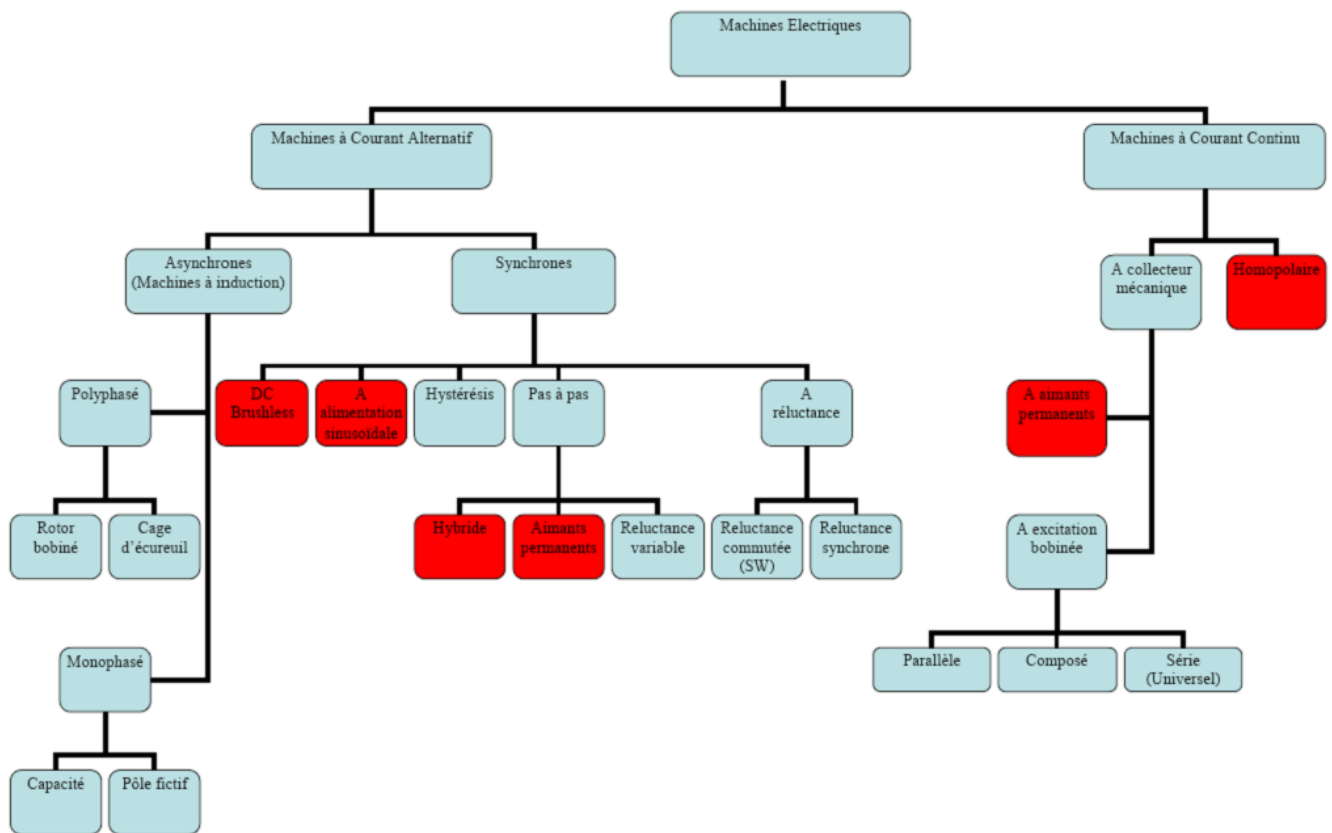 Machines Electriques
Machines à Courant Alternatif
Machines à Courant Continu
Asynchrones
(Machines à induction)
Synchrones
A collecteur
mécanique
Homopolaire
Polyphasé
DC
Brushless
A
alimentation
sinusoïdale
Hystérésis
Pas à pas
A
réluctance
A aimants
permanents
Rotor
bobiné
Cage
d’écureuil
Hybride
Aimants
permanents
Reluctance
variable
Reluctance
commutée
(SW)
Reluctance
synchrone
A excitation
bobinée
Monophasé
Parallèle
Composé
Série
(Universel)
Capacité
Pôle fictif